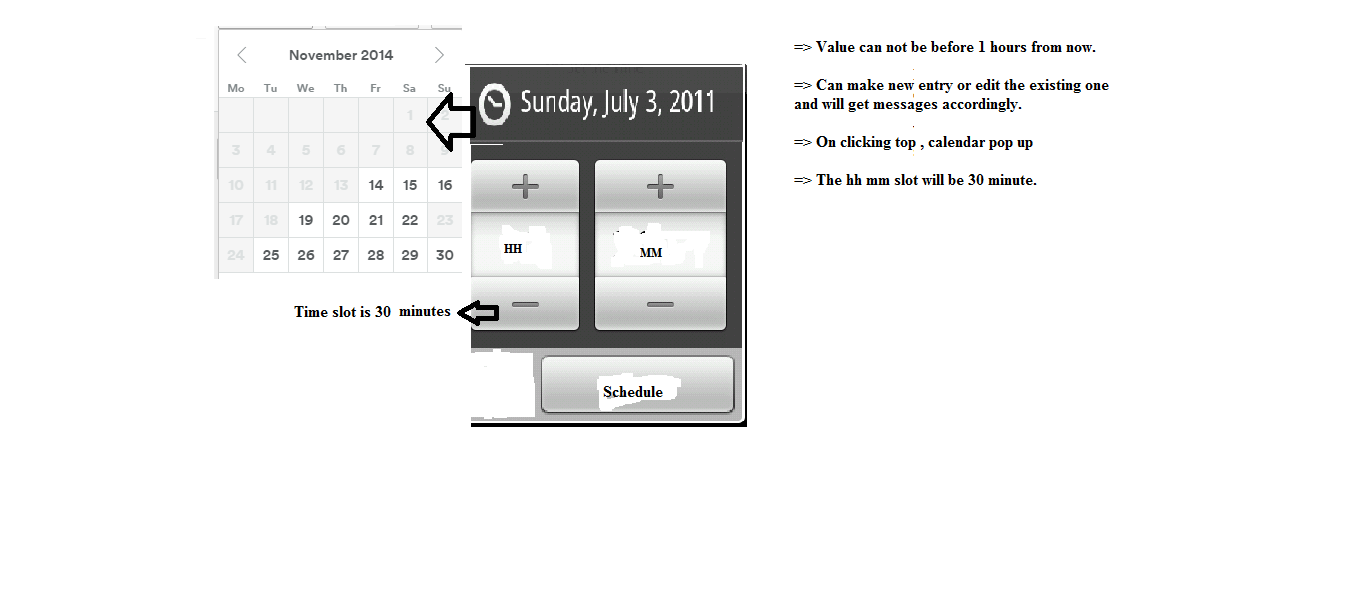 November 2014
Mo Tu We Th Fr Sa Su
1 2
3 4 5 6 7 8 9
10 11 12 13 14 15 16
17 18 19 20 21 22 23
24 25 26 27 28 29 30
Time slot is 30 minutes
Sunday, July 3, 2011
+ +
HH MM
− −
Schedule
=> Value can not be before 1 hours from now.
=> Can make new entry or edit the existing one
and will get messages accordingly.
=> On clicking top , calendar pop up
=> The hh mm slot will be 30 minute.